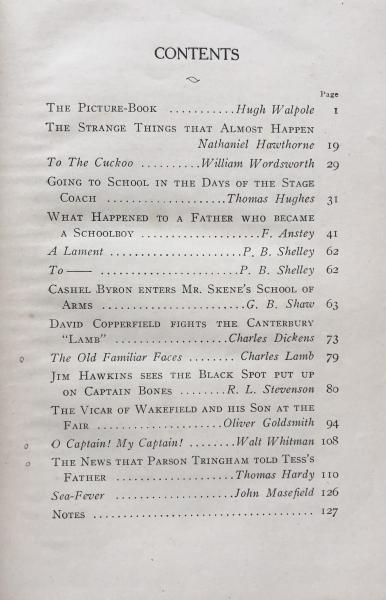 CONTENTS
Page
The Picture-Book ........... Hugh Walpole 1
The Strange Things that Almost Happen
Nathaniel Hawthorne 19
To The Cuckoo .......... William Wordsworth 29
Going to School in the Days of the Stage
Coach .................... Thomas Hughes 31
What Happened to a Father who became
a Schoolboy .................... F. Anstey 41
A Lament ...................... P. B. Shelley 62
To —— ........................ P. B. Shelley 62
Cashel Byron enters Mr. Skene's School of
Arms ........................ G. B. Shaw 63
David Copperfield fights the Canterbury
"Lamb" .................... Charles Dickens 73
The Old Familiar Faces ........ Charles Lamb 79
Jim Hawkins sees the Black Spot put up
on Captain Bones ........ R. L. Stevenson 80
The Vicar of Wakefield and his Son at the
Fair ...................... Oliver Goldsmith 94
O Captain! My Captain! ........ Walt Whitman 108
The News that Parson Tringham told Tess's
Father .................... Thomas Hardy 110
Sea-Fever .................... John Masefield 126
Notes .................................... 127